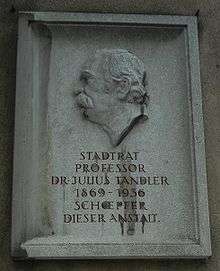 STADTRAT
PROFESSOR
DR·JULIUS TANDLER
1869-1936
SCHŒPFER
DIESER ANSTALT.